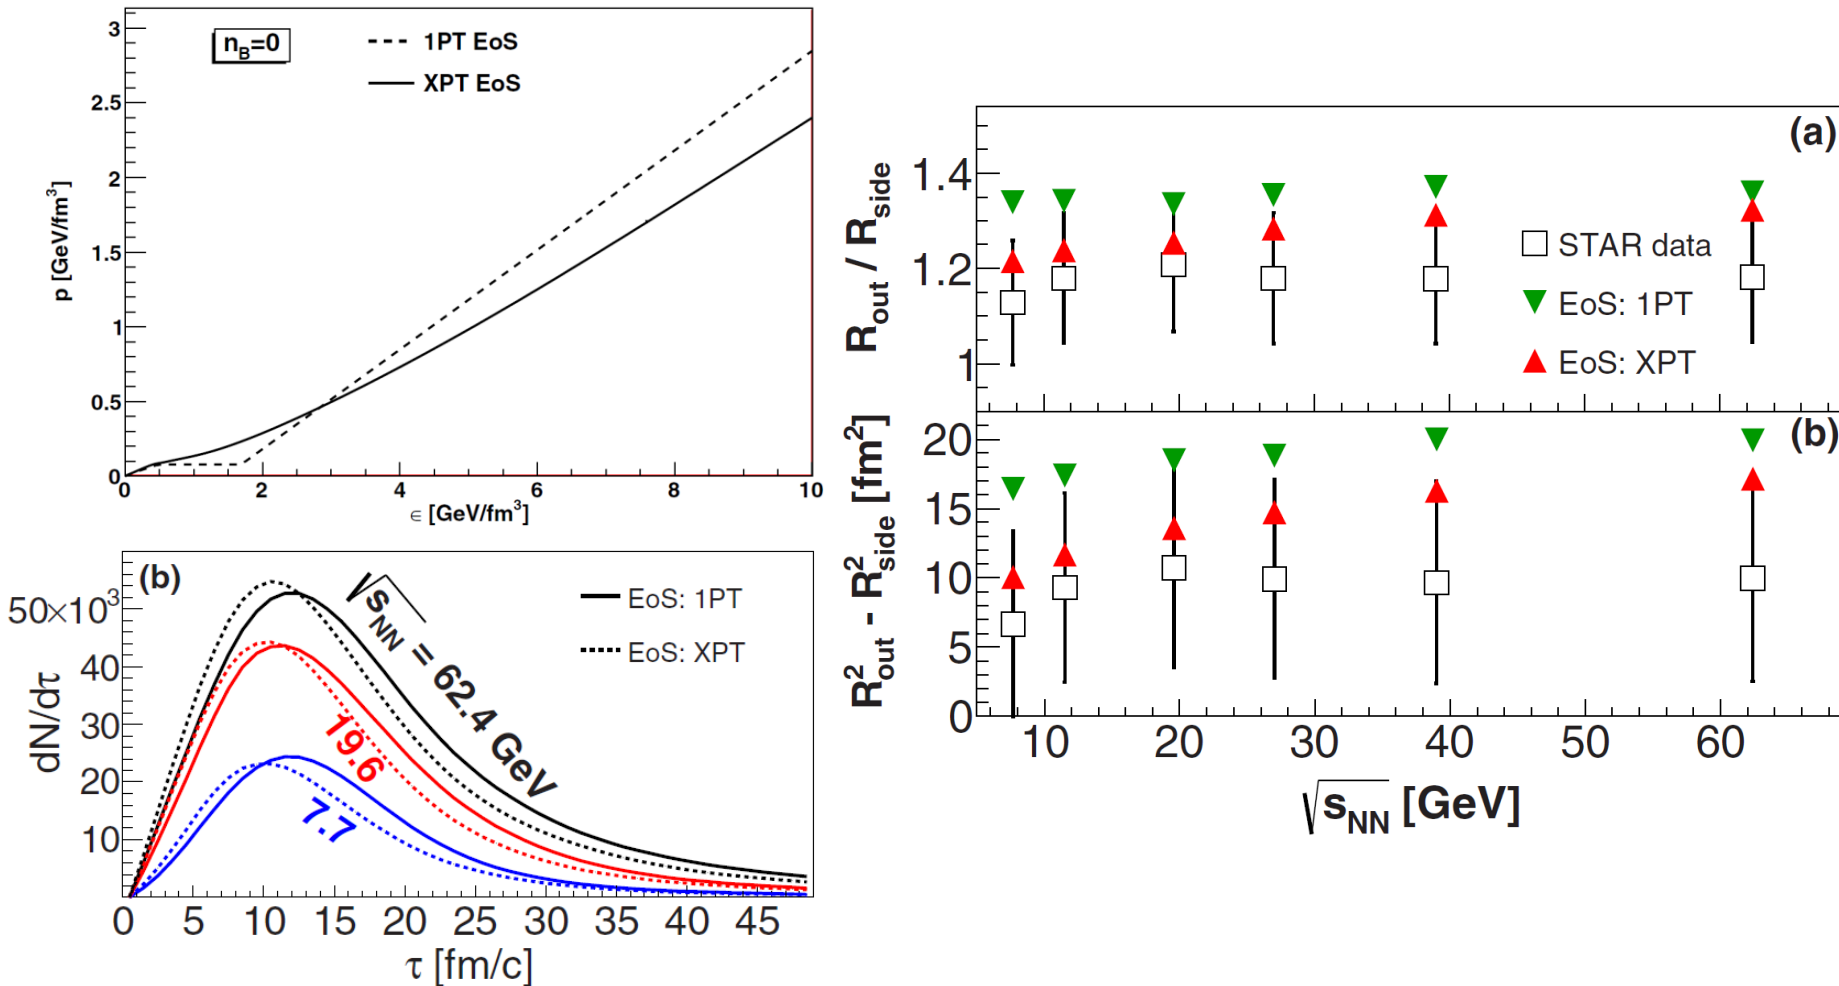 n_B=0
1PT EoS
XPT EoS
3
2.5
2
1.5
1
0.5
0
p [GeV/fm³]
0 2 4 6 8 10
∈ [GeV/fm³]
(b)
EoS: 1PT
EoS: XPT
√s_NN = 62.4 GeV
19.6
7.7
50×10³
40
30
20
10
dN/dτ
0 5 10 15 20 25 30 35 40 45
τ [fm/c]
(a)
1.4
1.2
1
R_out / R_side
STAR data
EoS: 1PT
EoS: XPT
(b)
20
15
10
5
0
R²_out - R²_side [fm²]
10 20 30 40 50 60
√s_NN [GeV]